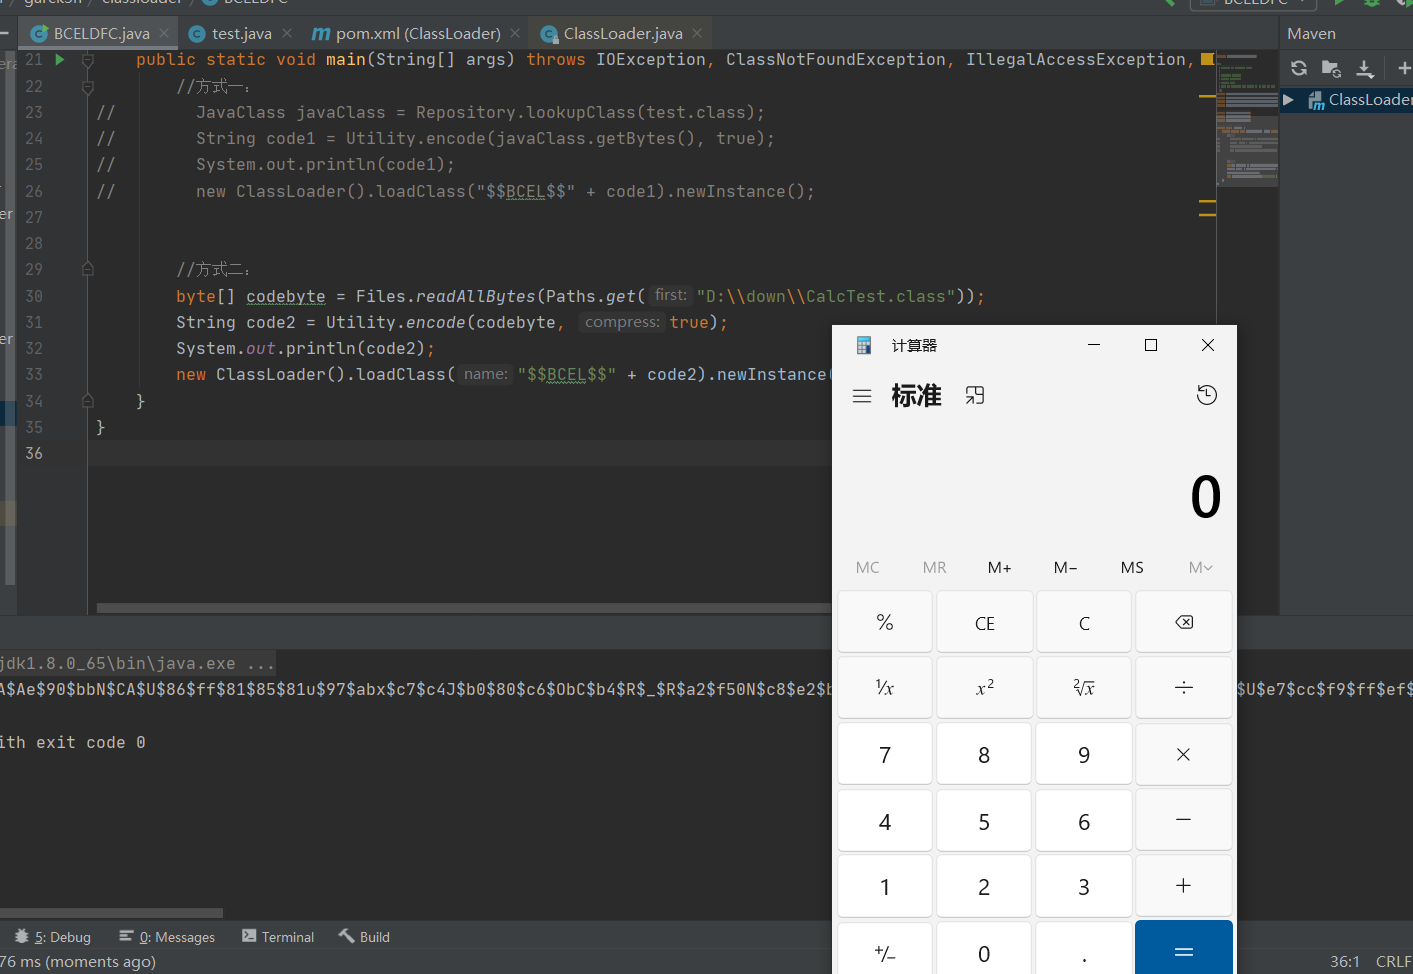 BCELDFC.java
test.java
pom.xml (ClassLoader)
ClassLoader.java
Maven
ClassLoader
21 public static void main(String[] args) throws IOException, ClassNotFoundException, IllegalAccessException,
22 //方式一：
23 // JavaClass javaClass = Repository.lookupClass(test.class);
24 // String code1 = Utility.encode(javaClass.getBytes(), true);
25 // System.out.println(code1);
26 // new ClassLoader().loadClass("$$BCEL$$" + code1).newInstance();
27
28
29 //方式二：
30 byte[] codebyte = Files.readAllBytes(Paths.get( first: "D:\\down\\CalcTest.class"));
31 String code2 = Utility.encode(codebyte, compress: true);
32 System.out.println(code2);
33 new ClassLoader().loadClass( name: "$$BCEL$$" + code2).newInstance(
34 }
35 }
36
计算器
标准
0
MC MR M+ M− MS M
% CE C
¹/x x² ²√x ÷
7 8 9 ×
4 5 6 −
1 2 3 +
+/− 0 . =
jdk1.8.0_65\bin\java.exe ...
A$Ae$90$bbN$CA$U$86$ff$81$85$81u$97$abx$c7$c4J$b0$80$c6$ObC$b4$R$_$R$a2$f50N$c8$e2$b
$U$e7$cc$f9$ff$ef$
ith exit code 0
5: Debug
0: Messages
Terminal
Build
76 ms (moments ago)
36:1 CRLF